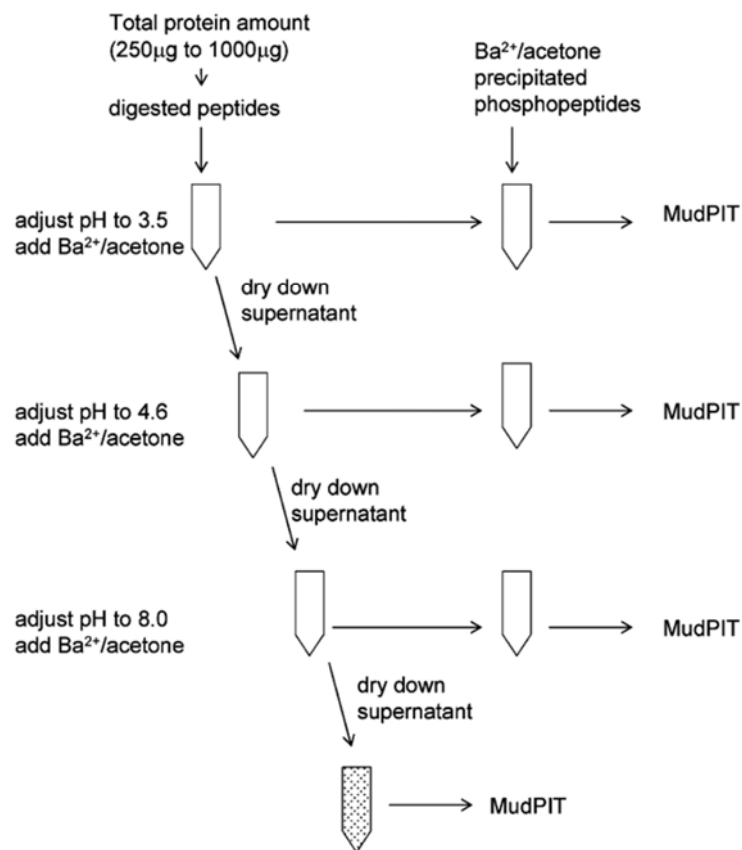 Total protein amount
(250µg to 1000µg)
digested peptides
Ba²⁺/acetone
precipitated
phosphopeptides
adjust pH to 3.5
add Ba²⁺/acetone
MudPIT
dry down
supernatant
adjust pH to 4.6
add Ba²⁺/acetone
MudPIT
dry down
supernatant
adjust pH to 8.0
add Ba²⁺/acetone
MudPIT
dry down
supernatant
MudPIT